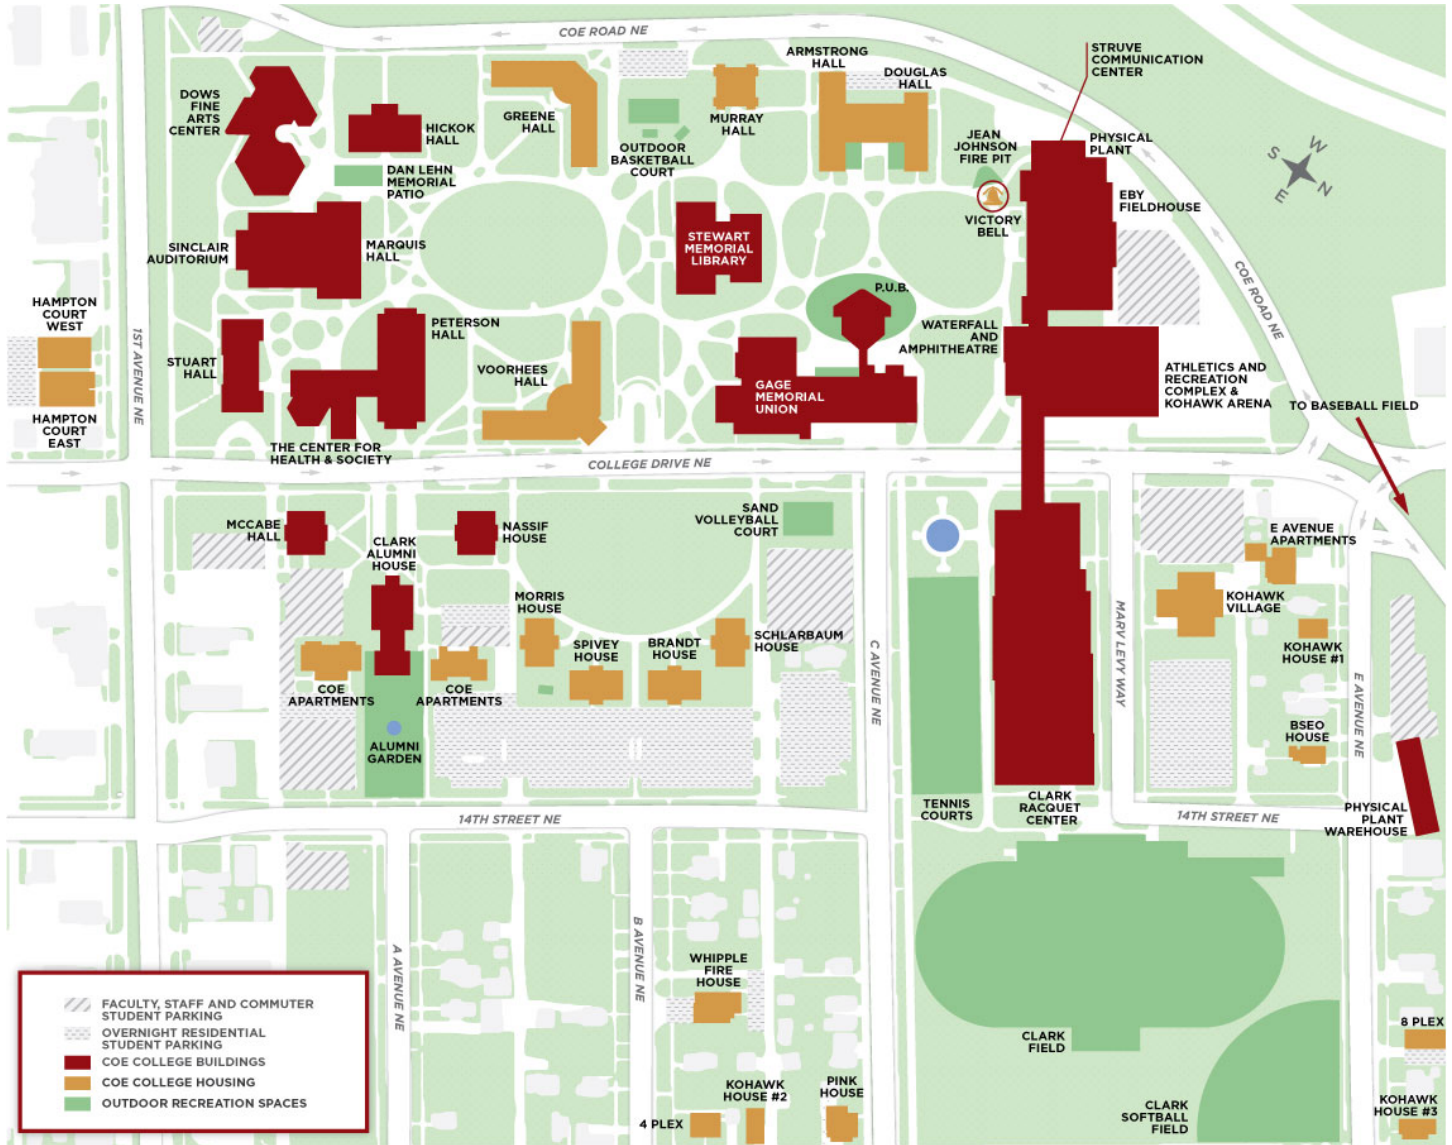 COE ROAD NE
STRUVE
COMMUNICATION
CENTER
ARMSTRONG
HALL
DOUGLAS
HALL
DOWS
FINE
ARTS
CENTER
HICKOK
HALL
GREENE
HALL
MURRAY
HALL
OUTDOOR
BASKETBALL
COURT
JEAN
JOHNSON
FIRE PIT
PHYSICAL
PLANT
W
S
N
E
DAN LEHN
MEMORIAL
PATIO
EBY
FIELDHOUSE
VICTORY
BELL
SINCLAIR
AUDITORIUM
MARQUIS
HALL
STEWART
MEMORIAL
LIBRARY
COE ROAD NE
P.U.B.
HAMPTON
COURT
WEST
1ST AVENUE NE
PETERSON
HALL
WATERFALL
AND
AMPHITHEATRE
STUART
HALL
VOORHEES
HALL
GAGE
MEMORIAL
UNION
ATHLETICS AND
RECREATION
COMPLEX &
KOHAWK ARENA
TO BASEBALL FIELD
HAMPTON
COURT
EAST
THE CENTER FOR
HEALTH & SOCIETY
COLLEGE DRIVE NE
MCCABE
HALL
CLARK
ALUMNI
HOUSE
NASSIF
HOUSE
SAND
VOLLEYBALL
COURT
E AVENUE
APARTMENTS
MORRIS
HOUSE
SPIVEY
HOUSE
BRANDT
HOUSE
SCHLARBAUM
HOUSE
C AVENUE NE
MARV LEVY WAY
KOHAWK
VILLAGE
KOHAWK
HOUSE #1
E AVENUE NE
COE
APARTMENTS
COE
APARTMENTS
ALUMNI
GARDEN
BSEO
HOUSE
14TH STREET NE
TENNIS
COURTS
CLARK
RACQUET
CENTER
14TH STREET NE
PHYSICAL
PLANT
WAREHOUSE
A AVENUE NE
B AVENUE NE
WHIPPLE
FIRE
HOUSE
CLARK
FIELD
8 PLEX
4 PLEX
KOHAWK
HOUSE #2
PINK
HOUSE
CLARK
SOFTBALL
FIELD
KOHAWK
HOUSE #3
FACULTY, STAFF AND COMMUTER
STUDENT PARKING
OVERNIGHT RESIDENTIAL
STUDENT PARKING
COE COLLEGE BUILDINGS
COE COLLEGE HOUSING
OUTDOOR RECREATION SPACES